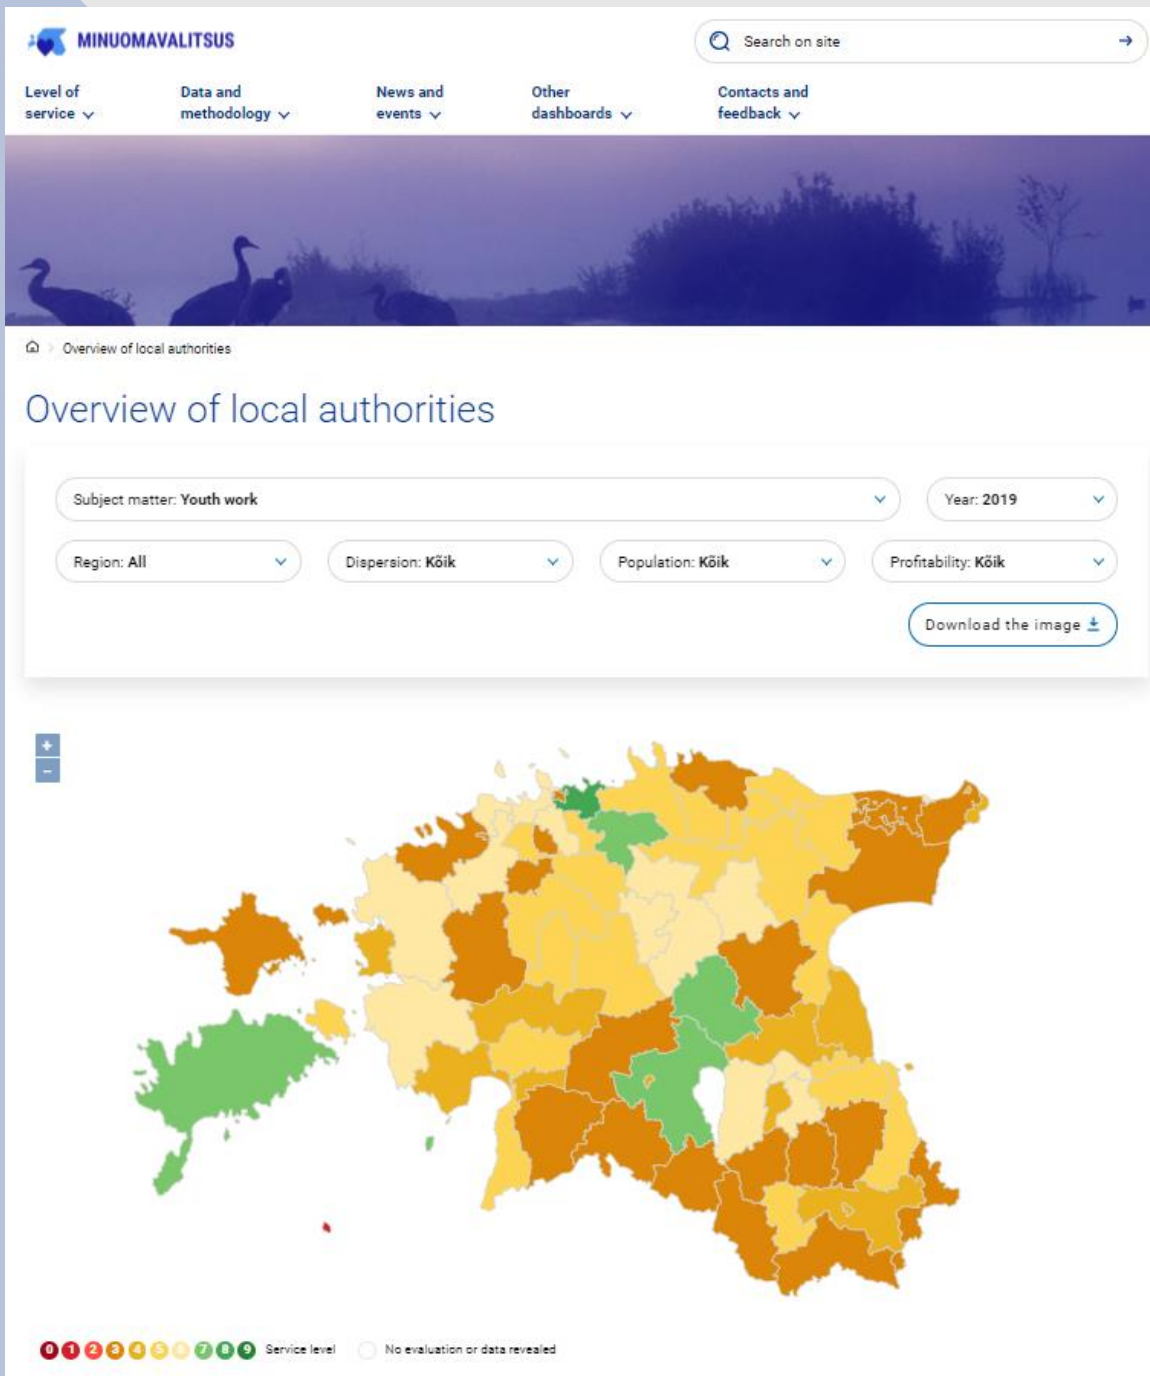 MINUOMAVALITSUS
Search on site
Level of service
Data and methodology
News and events
Other dashboards
Contacts and feedback
Overview of local authorities
Overview of local authorities
Subject matter: Youth work
Year: 2019
Region: All
Dispersion: Kõik
Population: Kõik
Profitability: Kõik
Download the image
+
-
0 1 2 3 4 5 6 7 8 9 Service level
No evaluation or data revealed